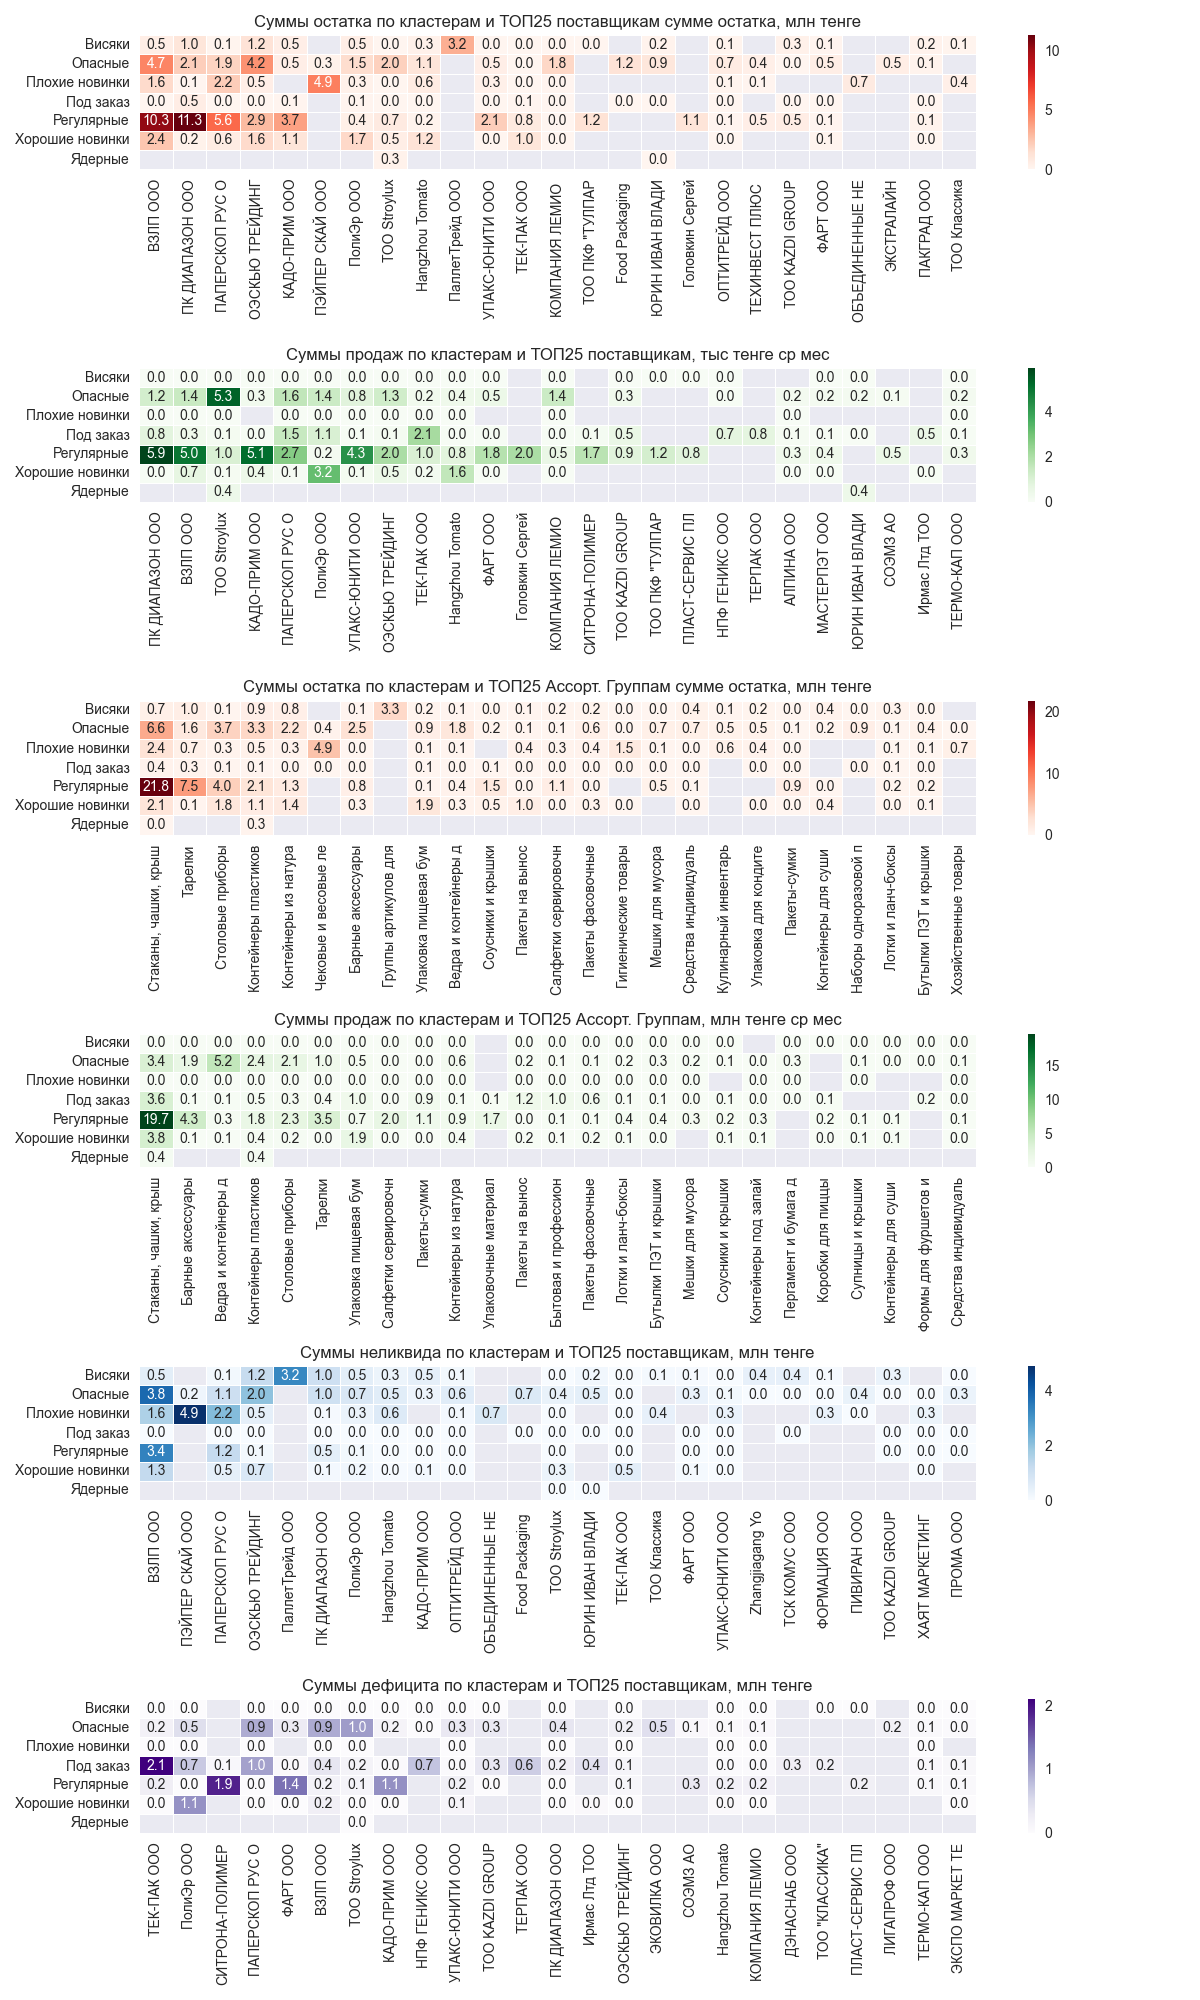 Суммы остатка по кластерам и ТОП25 поставщикам сумме остатка, млн тенге
Висяки 0.5 1.0 0.1 1.2 0.5 0.5 0.0 0.3 3.2 0.0 0.0 0.0 0.0 0.2 0.1 0.3 0.1 0.2 0.1
Опасные 4.7 2.1 1.9 4.2 0.5 0.3 1.5 2.0 1.1 0.5 0.0 1.8 1.2 0.9 0.7 0.4 0.0 0.5 0.5 0.1
Плохие новинки 1.6 0.1 2.2 0.5 4.9 0.3 0.0 0.6 0.3 0.0 0.0 0.1 0.1 0.7 0.4
Под заказ 0.0 0.5 0.0 0.0 0.1 0.1 0.0 0.0 0.0 0.1 0.0 0.0 0.0 0.0 0.0 0.0 0.0
Регулярные 10.3 11.3 5.6 2.9 3.7 0.4 0.7 0.2 2.1 0.8 0.0 1.2 1.1 0.1 0.5 0.5 0.1 0.1
Хорошие новинки 2.4 0.2 0.6 1.6 1.1 1.7 0.2 1.2 0.0 1.0 0.0 0.0 0.1 0.0
Ядерные 0.3 0.0
10
5
0
ВЗЛП ООО
ПК ДИАПАЗОН ООО
ПАПЕРСКОП РУС О
ОЭСКЬЮ ТРЕЙДИНГ
КАДО-ПРИМ ООО
ПЭЙПЕР СКАЙ ООО
ПолиЭр ООО
ТОО Stroylux
Hangzhou Tomato
ПаллетТрейд ООО
УПАКС-ЮНИТИ ООО
ТЕК-ПАК ООО
КОМПАНИЯ ЛЕМИО
ТОО ПКФ "ТУЛПАР
Food Packaging
ЮРИН ИВАН ВЛАДИ
Головкин Сергей
ОПТИТРЕЙД ООО
ТЕХИНВЕСТ ПЛЮС
ТОО KAZDI GROUP
ФАРТ ООО
ОБЪЕДИНЕННЫЕ НЕ
ЭКСТРАЛАЙН
ПАКГРАД ООО
ТОО Классика
Суммы продаж по кластерам и ТОП25 поставщикам, тыс тенге ср мес
Висяки 0.0 0.0 0.0 0.0 0.0 0.0 0.0 0.0 0.0 0.0 0.0 0.0 0.0 0.0 0.0 0.0 0.0 0.0 0.0
Опасные 1.2 1.4 5.3 0.3 1.6 1.4 0.8 1.3 0.2 0.4 0.5 1.4 0.3 0.0 0.2 0.2 0.2 0.1 0.2
Плохие новинки 0.0 0.0 0.0 0.0 0.0 0.0 0.0 0.0 0.0 0.0 0.0 0.0
Под заказ 0.8 0.3 0.1 0.0 1.5 1.1 0.1 0.1 2.1 0.0 0.0 0.0 0.1 0.5 0.7 0.8 0.1 0.1 0.0 0.5 0.1
Регулярные 5.9 5.0 1.0 5.1 2.7 0.2 4.3 2.0 1.0 0.8 1.8 2.0 0.5 1.7 0.9 1.2 0.8 0.3 0.4 0.5 0.3
Хорошие новинки 0.0 0.7 0.1 0.4 0.1 3.2 0.1 0.5 0.2 1.6 0.0 0.0 0.0 0.0 0.0
Ядерные 0.4 0.4
4
2
0
ПК ДИАПАЗОН ООО
ВЗЛП ООО
ТОО Stroylux
КАДО-ПРИМ ООО
ПАПЕРСКОП РУС О
ПолиЭр ООО
УПАКС-ЮНИТИ ООО
ОЭСКЬЮ ТРЕЙДИНГ
ТЕК-ПАК ООО
Hangzhou Tomato
ФАРТ ООО
Головкин Сергей
КОМПАНИЯ ЛЕМИО
СИТРОНА-ПОЛИМЕР
ТОО KAZDI GROUP
ТОО ПКФ "ТУЛПАР
ПЛАСТ-СЕРВИС ПЛ
НПФ ГЕНИКС ООО
ТЕРПАК ООО
АЛПИНА ООО
МАСТЕРПЭТ ООО
ЮРИН ИВАН ВЛАДИ
СОЭМЗ АО
Ирмас Лтд ТОО
ТЕРМО-КАП ООО
Суммы остатка по кластерам и ТОП25 Ассорт. Группам сумме остатка, млн тенге
Висяки 0.7 1.0 0.1 0.9 0.8 0.1 3.3 0.2 0.1 0.0 0.1 0.2 0.2 0.0 0.0 0.4 0.1 0.2 0.0 0.4 0.0 0.3 0.0
Опасные 6.6 1.6 3.7 3.3 2.2 0.4 2.5 0.9 1.8 0.2 0.1 0.1 0.6 0.0 0.7 0.7 0.5 0.5 0.1 0.2 0.9 0.1 0.4 0.0
Плохие новинки 2.4 0.7 0.3 0.5 0.3 4.9 0.0 0.1 0.1 0.4 0.3 0.4 1.5 0.1 0.0 0.6 0.4 0.0 0.1 0.1 0.7
Под заказ 0.4 0.3 0.1 0.1 0.0 0.0 0.0 0.1 0.0 0.1 0.0 0.0 0.0 0.0 0.0 0.0 0.0 0.0 0.0 0.1 0.0
Регулярные 21.8 7.5 4.0 2.1 1.3 0.8 0.1 0.4 1.5 0.0 1.1 0.0 0.5 0.1 0.9 0.0 0.2 0.2
Хорошие новинки 2.1 0.1 1.8 1.1 1.4 0.3 1.9 0.3 0.5 1.0 0.0 0.3 0.0 0.0 0.0 0.0 0.4 0.0 0.1
Ядерные 0.0 0.3
20
10
0
Стаканы, чашки, крыш
Тарелки
Столовые приборы
Контейнеры пластиков
Контейнеры из натура
Чековые и весовые ле
Барные аксессуары
Группы артикулов для
Упаковка пищевая бум
Ведра и контейнеры д
Соусники и крышки
Пакеты на вынос
Салфетки сервировочн
Пакеты фасовочные
Гигиенические товары
Мешки для мусора
Средства индивидуаль
Кулинарный инвентарь
Упаковка для кондите
Пакеты-сумки
Контейнеры для суши
Наборы одноразовой п
Лотки и ланч-боксы
Бутылки ПЭТ и крышки
Хозяйственные товары
Суммы продаж по кластерам и ТОП25 Ассорт. Группам, млн тенге ср мес
Висяки 0.0 0.0 0.0 0.0 0.0 0.0 0.0 0.0 0.0 0.0 0.0 0.0 0.0 0.0 0.0 0.0 0.0 0.0 0.0 0.0 0.0 0.0 0.0 0.0
Опасные 3.4 1.9 5.2 2.4 2.1 1.0 0.5 0.0 0.0 0.6 0.2 0.1 0.1 0.2 0.3 0.2 0.1 0.0 0.3 0.1 0.0 0.0 0.1
Плохие новинки 0.0 0.0 0.0 0.0 0.0 0.0 0.0 0.0 0.0 0.0 0.0 0.0 0.0 0.0 0.0 0.0 0.0 0.0 0.0
Под заказ 3.6 0.1 0.1 0.5 0.3 0.4 1.0 0.0 0.9 0.1 0.1 1.2 1.0 0.6 0.1 0.1 0.0 0.1 0.0 0.0 0.1 0.2 0.0
Регулярные 19.7 4.3 0.3 1.8 2.3 3.5 0.7 2.0 1.1 0.9 1.7 0.0 0.1 0.1 0.4 0.4 0.3 0.2 0.3 0.2 0.1 0.1 0.1
Хорошие новинки 3.8 0.1 0.1 0.4 0.2 0.0 1.9 0.0 0.0 0.4 0.2 0.1 0.2 0.1 0.0 0.1 0.1 0.0 0.1 0.1 0.0
Ядерные 0.4 0.4
15
10
5
0
Стаканы, чашки, крыш
Барные аксессуары
Ведра и контейнеры д
Контейнеры пластиков
Столовые приборы
Тарелки
Упаковка пищевая бум
Салфетки сервировочн
Пакеты-сумки
Контейнеры из натура
Упаковочные материал
Пакеты на вынос
Бытовая и профессион
Пакеты фасовочные
Лотки и ланч-боксы
Бутылки ПЭТ и крышки
Мешки для мусора
Соусники и крышки
Контейнеры под запай
Пергамент и бумага д
Коробки для пиццы
Супницы и крышки
Контейнеры для суши
Формы для фуршетов и
Средства индивидуаль
Суммы неликвида по кластерам и ТОП25 поставщикам, млн тенге
Висяки 0.5 0.1 1.2 3.2 1.0 0.5 0.3 0.5 0.1 0.0 0.2 0.0 0.1 0.1 0.0 0.4 0.4 0.1 0.3 0.0
Опасные 3.8 0.2 1.1 2.0 1.0 0.7 0.5 0.3 0.6 0.7 0.4 0.5 0.0 0.3 0.1 0.0 0.0 0.0 0.4 0.0 0.0 0.3
Плохие новинки 1.6 4.9 2.2 0.5 0.1 0.3 0.6 0.1 0.7 0.0 0.0 0.4 0.3 0.3 0.0 0.3
Под заказ 0.0 0.0 0.0 0.0 0.0 0.0 0.0 0.0 0.0 0.0 0.0 0.0 0.0 0.0 0.0 0.0 0.0 0.0
Регулярные 3.4 1.2 0.1 0.5 0.1 0.0 0.0 0.0 0.0 0.0 0.0 0.0 0.0 0.0 0.0
Хорошие новинки 1.3 0.5 0.7 0.1 0.2 0.0 0.1 0.0 0.3 0.5 0.1 0.0 0.0
Ядерные 0.0 0.0
4
2
0
ВЗЛП ООО
ПЭЙПЕР СКАЙ ООО
ПАПЕРСКОП РУС О
ОЭСКЬЮ ТРЕЙДИНГ
ПаллетТрейд ООО
ПК ДИАПАЗОН ООО
ПолиЭр ООО
Hangzhou Tomato
КАДО-ПРИМ ООО
ОПТИТРЕЙД ООО
ОБЪЕДИНЕННЫЕ НЕ
Food Packaging
ТОО Stroylux
ЮРИН ИВАН ВЛАДИ
ТЕК-ПАК ООО
ТОО Классика
ФАРТ ООО
УПАКС-ЮНИТИ ООО
Zhangjiagang Yo
ТСК КОМУС ООО
ФОРМАЦИЯ ООО
ПИВИРАН ООО
ТОО KAZDI GROUP
ХАЯТ МАРКЕТИНГ
ПРОМА ООО
Суммы дефицита по кластерам и ТОП25 поставщикам, млн тенге
Висяки 0.0 0.0 0.0 0.0 0.0 0.0 0.0 0.0 0.0 0.0 0.0 0.0 0.0 0.0 0.0 0.0 0.0 0.0
Опасные 0.2 0.5 0.9 0.3 0.9 1.0 0.2 0.0 0.3 0.3 0.4 0.2 0.5 0.1 0.1 0.1 0.2 0.1 0.0
Плохие новинки 0.0 0.0 0.0 0.0 0.0 0.0 0.0 0.0 0.0 0.0 0.0 0.0
Под заказ 2.1 0.7 0.1 1.0 0.0 0.4 0.2 0.0 0.7 0.0 0.3 0.6 0.2 0.4 0.1 0.0 0.0 0.3 0.2 0.1 0.1
Регулярные 0.2 0.0 1.9 0.0 1.4 0.2 0.1 1.1 0.2 0.0 0.0 0.1 0.3 0.2 0.2 0.2 0.1 0.1
Хорошие новинки 0.0 1.1 0.0 0.0 0.2 0.0 0.0 0.1 0.0 0.0 0.0 0.0 0.0 0.0
Ядерные 0.0
2
1
0
ТЕК-ПАК ООО
ПолиЭр ООО
СИТРОНА-ПОЛИМЕР
ПАПЕРСКОП РУС О
ФАРТ ООО
ВЗЛП ООО
ТОО Stroylux
КАДО-ПРИМ ООО
НПФ ГЕНИКС ООО
УПАКС-ЮНИТИ ООО
ТОО KAZDI GROUP
ТЕРПАК ООО
ПК ДИАПАЗОН ООО
Ирмас Лтд ТОО
ОЭСКЬЮ ТРЕЙДИНГ
ЭКОВИЛКА ООО
СОЭМЗ АО
Hangzhou Tomato
КОМПАНИЯ ЛЕМИО
ДЭНАСНАБ ООО
ТОО "КЛАССИКА"
ПЛАСТ-СЕРВИС ПЛ
ЛИГАПРОФ ООО
ТЕРМО-КАП ООО
ЭКСПО МАРКЕТ ТЕ